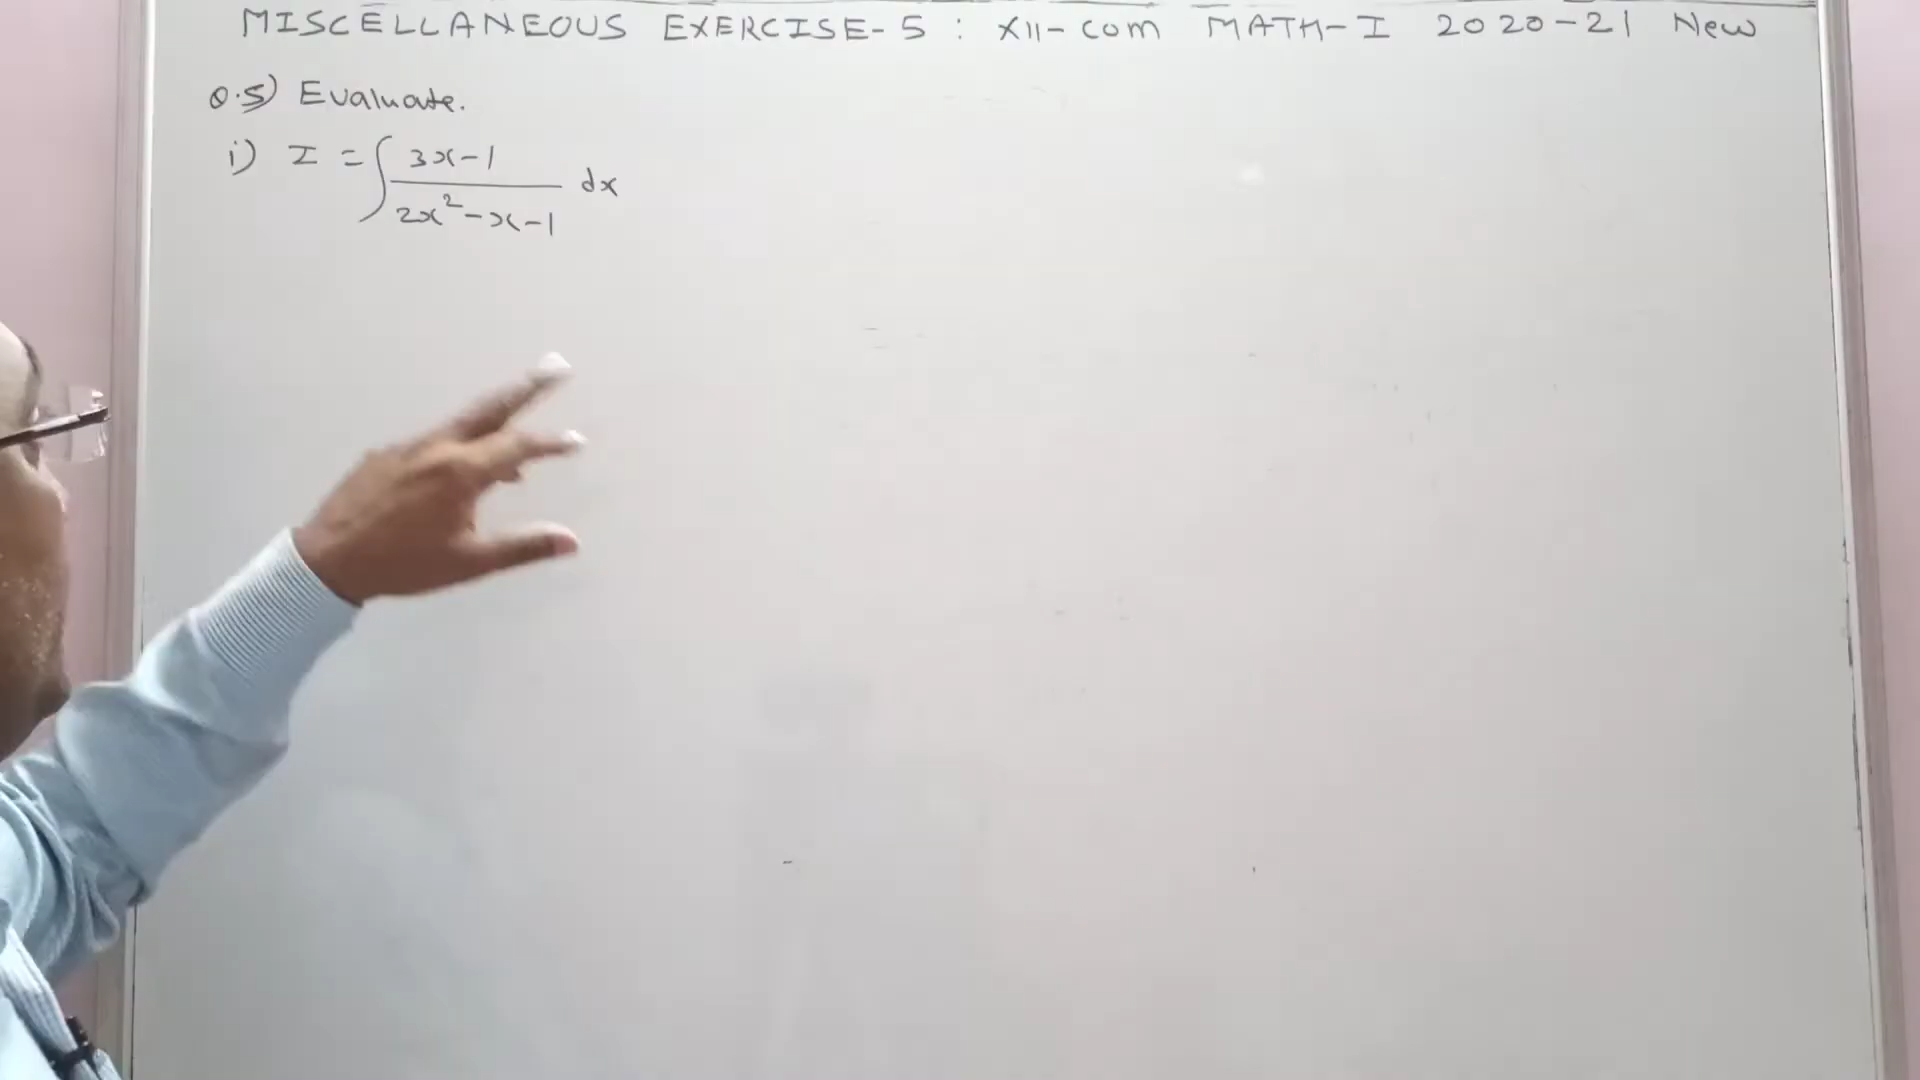 MISCELLANEOUS EXERCISE-5 : XII-com MATH-I 2020-21 New
Q.5) Evaluate.
i) I = ∫ (3x-1)/(2x²-x-1) dx